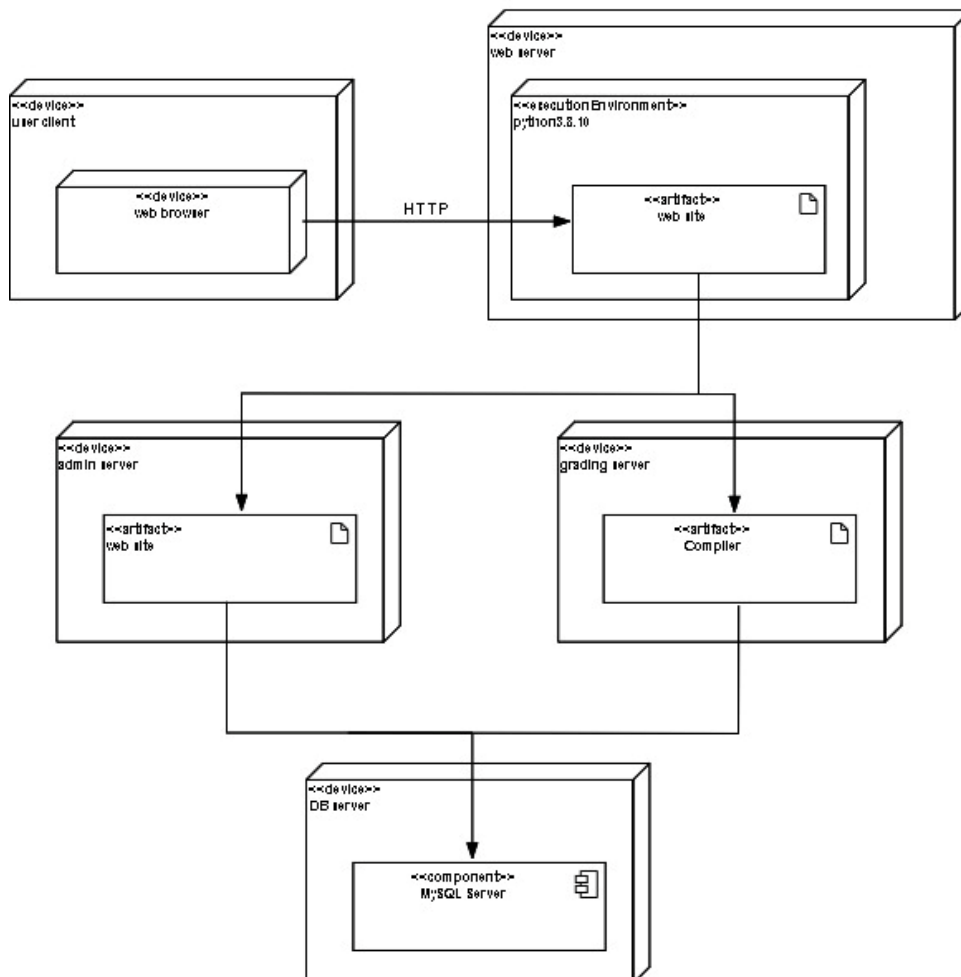 <<device>>
web server
<<device>>
user client
<<executionEnvironment>>
python3.8.10
<<device>>
web browser
HTTP
<<artifact>>
web site
<<device>>
admin server
<<device>>
grading server
<<artifact>>
web site
<<artifact>>
Compiler
<<device>>
DB server
<<component>>
MySQL Server